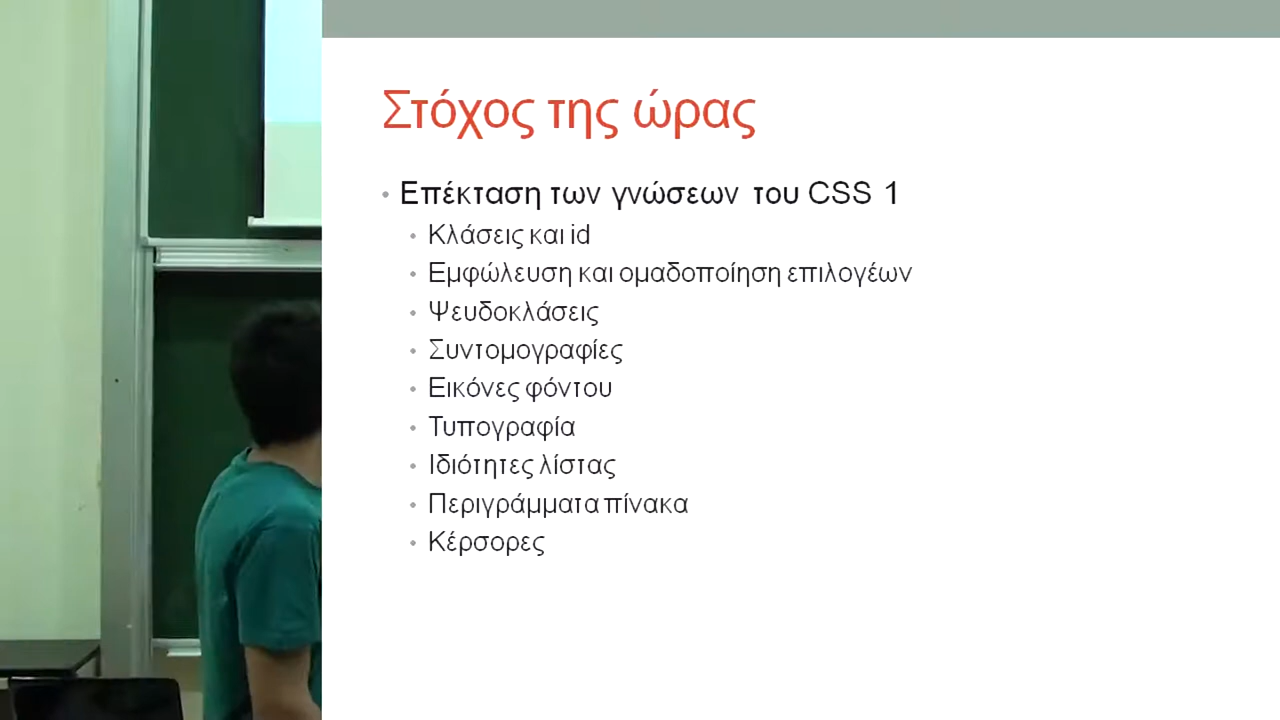 Στόχος της ώρας
• Επέκταση των γνώσεων του CSS 1
• Κλάσεις και id
• Εμφώλευση και ομαδοποίηση επιλογέων
• Ψευδοκλάσεις
• Συντομογραφίες
• Εικόνες φόντου
• Τυπογραφία
• Ιδιότητες λίστας
• Περιγράμματα πίνακα
• Κέρσορες